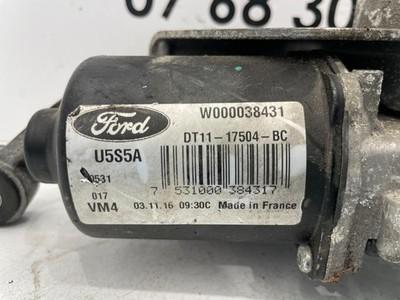 07 68 30
Ford
W000038431
DT11-17504-BC
U5S5A
7 531000 384317
017
VM4
03.11.16 09:30C Made in France